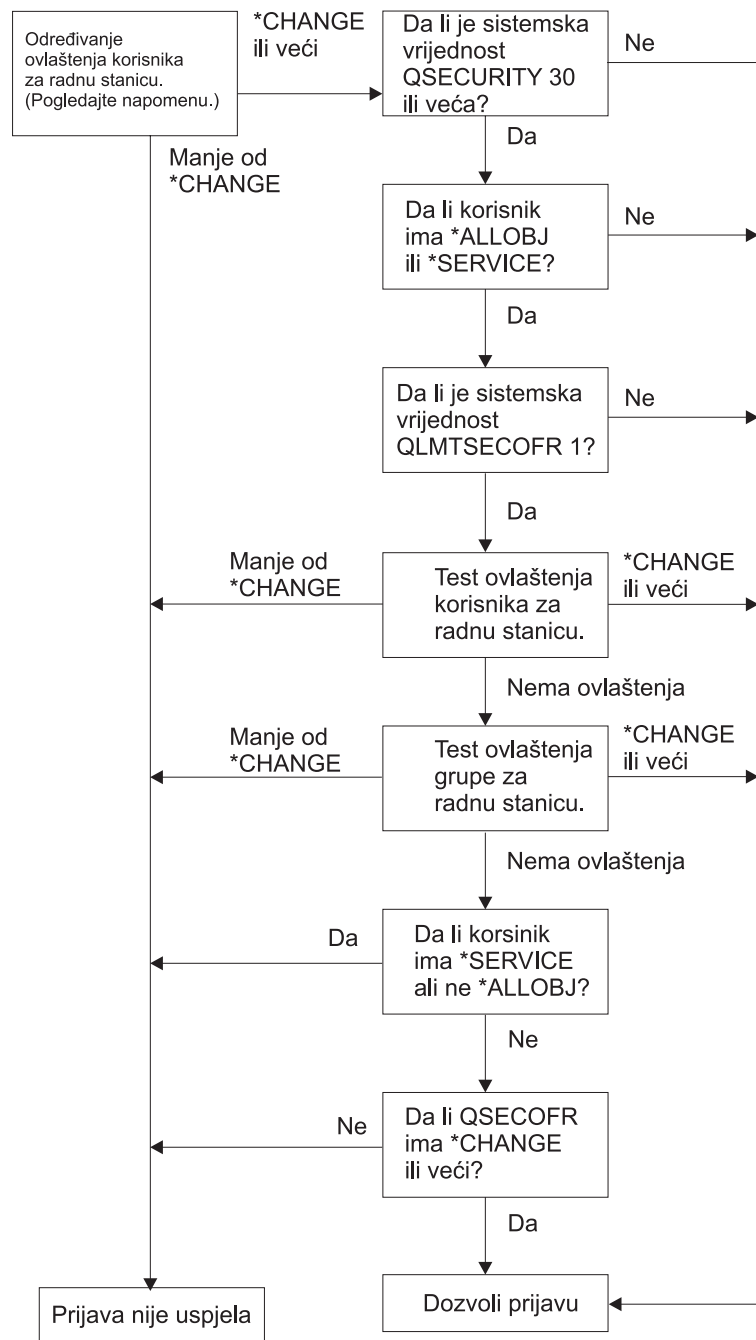 Određivanje
ovlaštenja korisnika
za radnu stanicu.
(Pogledajte napomenu.)
*CHANGE
ili veći
Da li je sistemska
vrijednost
QSECURITY 30
ili veća?
Ne
Manje od
*CHANGE
Da
Da li korisnik
ima *ALLOBJ
ili *SERVICE?
Ne
Da
Da li je sistemska
vrijednost
QLMTSECOFR 1?
Ne
Da
Manje od
*CHANGE
Test ovlaštenja
korisnika za
radnu stanicu.
*CHANGE
ili veći
Nema ovlaštenja
Manje od
*CHANGE
Test ovlaštenja
grupe za
radnu stanicu.
*CHANGE
ili veći
Nema ovlaštenja
Da
Da li korsinik
ima *SERVICE
ali ne *ALLOBJ?
Ne
Ne
Da li QSECOFR
ima *CHANGE
ili veći?
Da
Prijava nije uspjela
Dozvoli prijavu